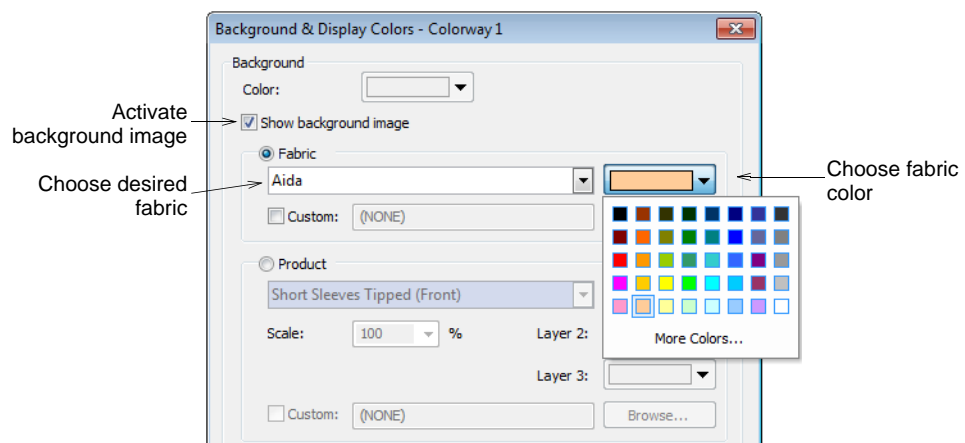 Background & Display Colors - Colorway 1
Background
Color:
Activate
background image
Show background image
Fabric
Choose desired
fabric
Aida
Choose fabric
color
Custom: (NONE)
Product
Short Sleeves Tipped (Front)
Scale: 100 % Layer 2:
More Colors...
Layer 3:
Custom: (NONE) Browse...